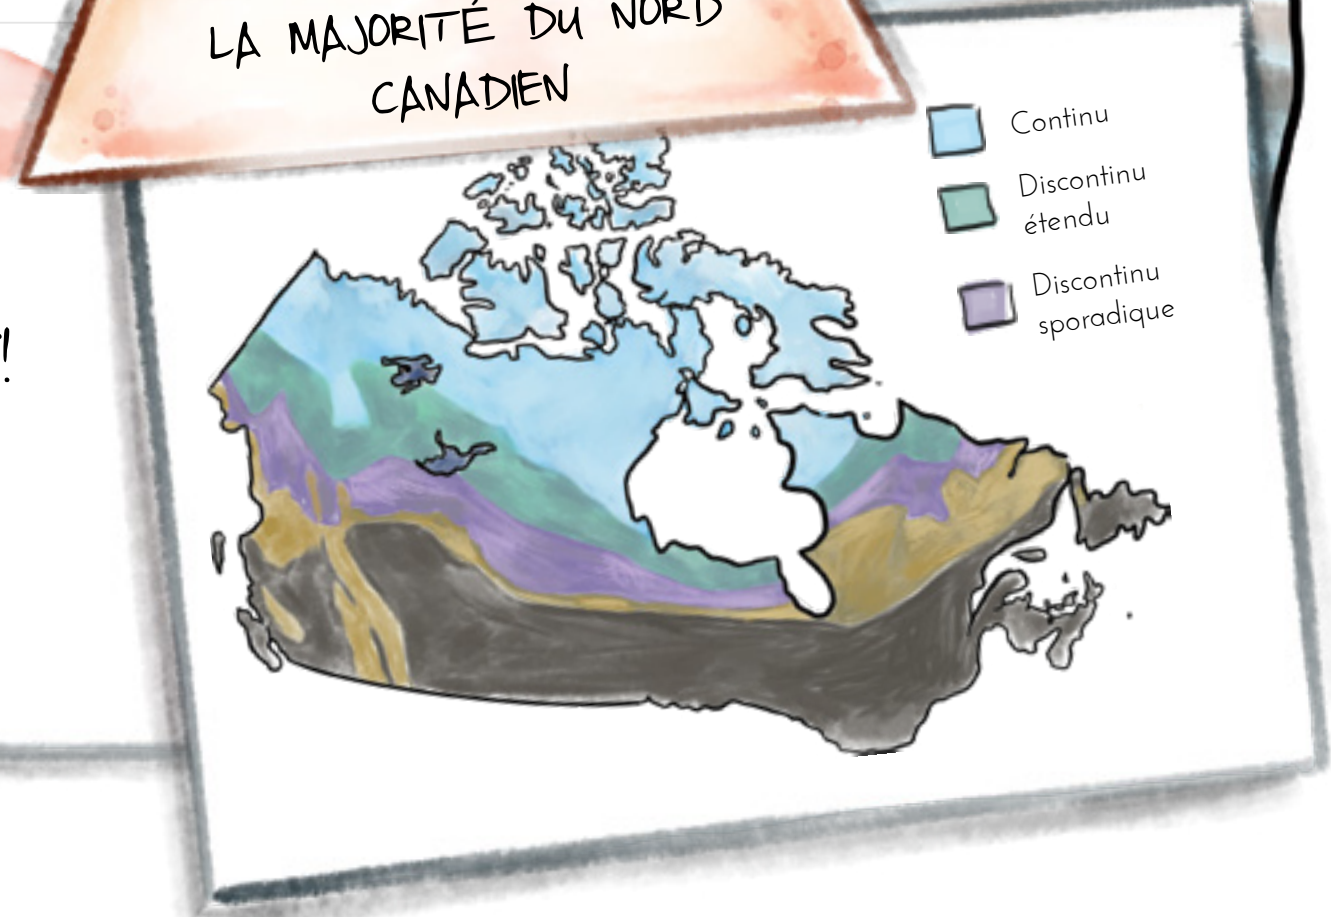 LA MAJORITÉ DU NORD
CANADIEN
Continu
Discontinu
étendu
Discontinu
sporadique
!